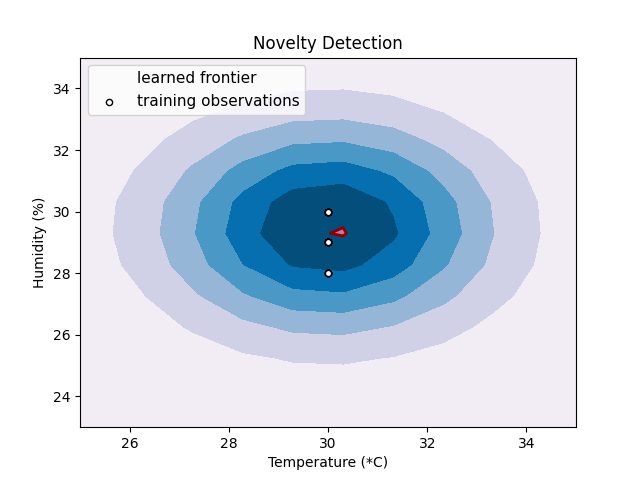 Novelty Detection
learned frontier
training observations
34
32
30
28
26
24
Humidity (%)
26 28 30 32 34
Temperature (*C)